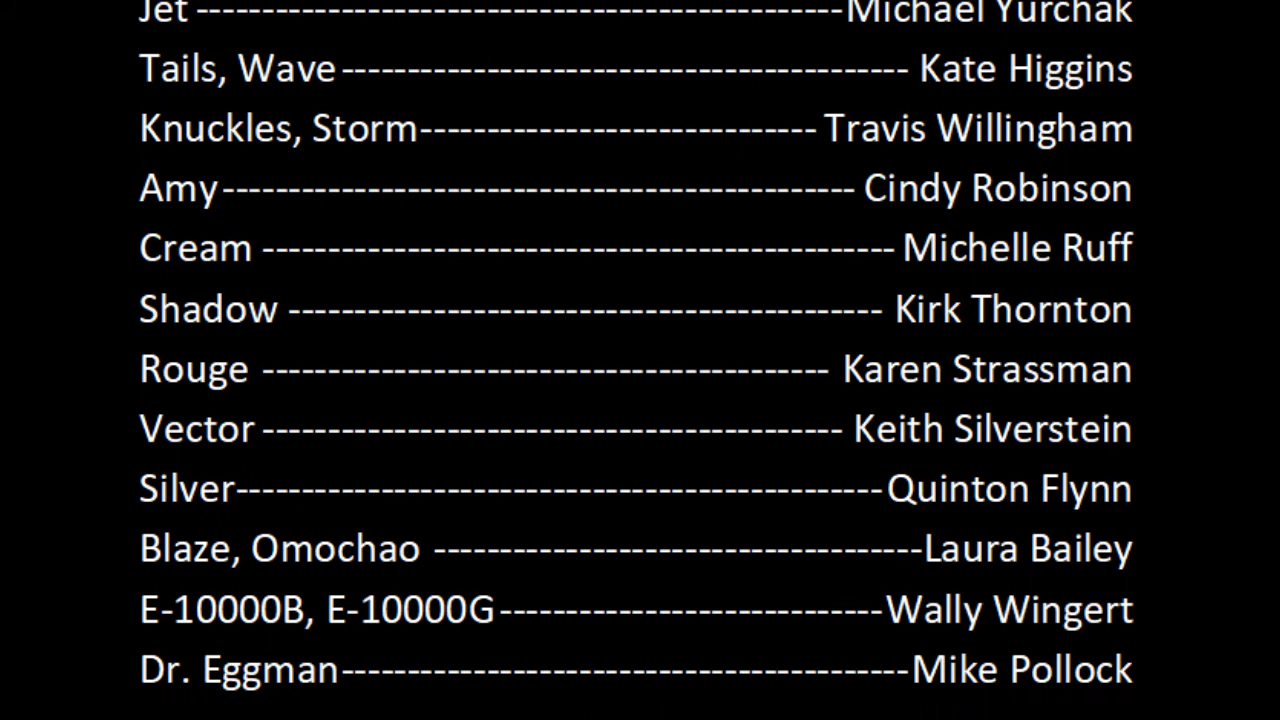 Jet -------------------------------------------------Michael Yurchak
Tails, Wave------------------------------------------- Kate Higgins
Knuckles, Storm------------------------------ Travis Willingham
Amy------------------------------------------------ Cindy Robinson
Cream ------------------------------------------------ Michelle Ruff
Shadow --------------------------------------------- Kirk Thornton
Rouge ------------------------------------------- Karen Strassman
Vector-------------------------------------------- Keith Silverstein
Silver-------------------------------------------------Quinton Flynn
Blaze, Omochao -------------------------------------Laura Bailey
E-10000B, E-10000G-----------------------------Wally Wingert
Dr. Eggman-------------------------------------------Mike Pollock